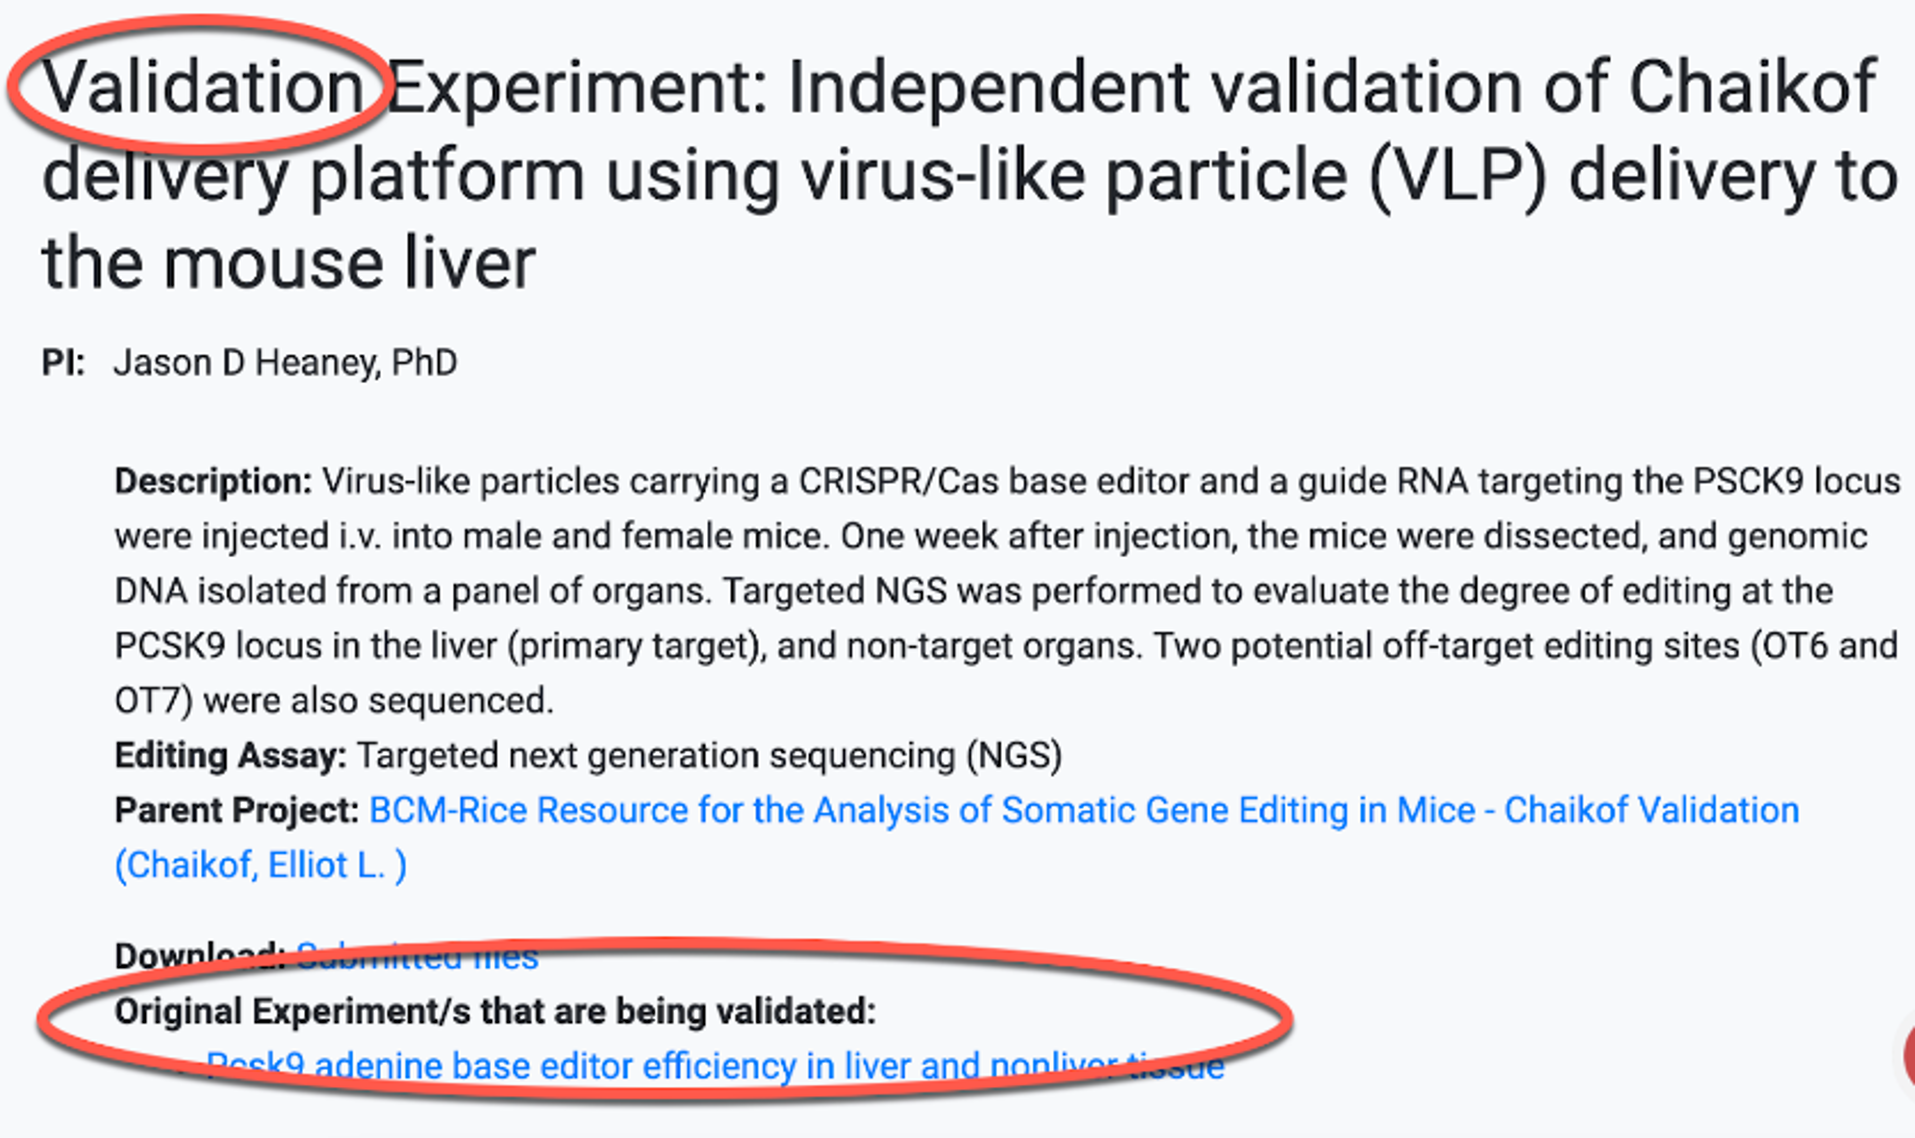 Validation Experiment: Independent validation of Chaikof
delivery platform using virus-like particle (VLP) delivery to
the mouse liver
PI: Jason D Heaney, PhD
Description: Virus-like particles carrying a CRISPR/Cas base editor and a guide RNA targeting the PSCK9 locus
were injected i.v. into male and female mice. One week after injection, the mice were dissected, and genomic
DNA isolated from a panel of organs. Targeted NGS was performed to evaluate the degree of editing at the
PCSK9 locus in the liver (primary target), and non-target organs. Two potential off-target editing sites (OT6 and
OT7) were also sequenced.
Editing Assay: Targeted next generation sequencing (NGS)
Parent Project: BCM-Rice Resource for the Analysis of Somatic Gene Editing in Mice - Chaikof Validation
(Chaikof, Elliot L. )
Download: Submitted files
Original Experiment/s that are being validated:
Pcsk9 adenine base editor efficiency in liver and nonliver tissue